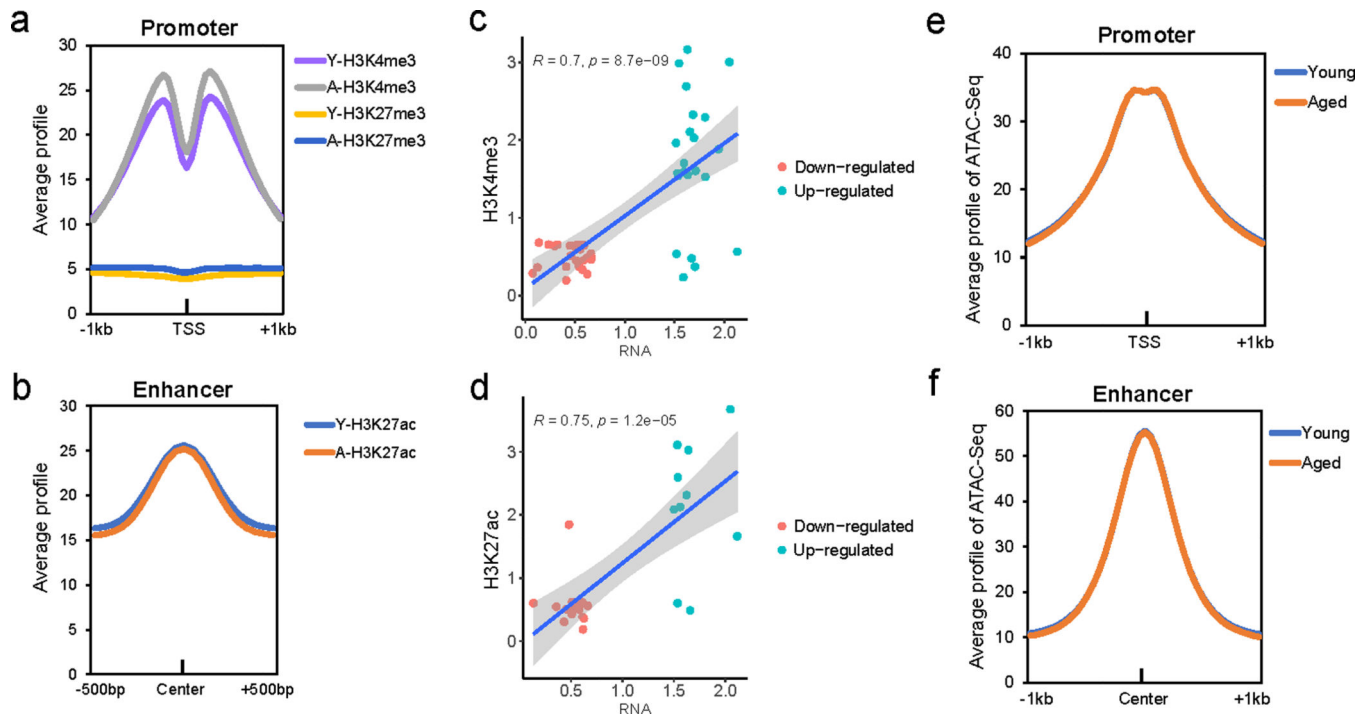 a
Promoter
Average profile
30
25
20
15
10
5
0
-1kb
TSS
+1kb
Y-H3K4me3
A-H3K4me3
Y-H3K27me3
A-H3K27me3
b
Enhancer
Average profile
30
25
20
15
10
5
0
-500bp
Center
+500bp
Y-H3K27ac
A-H3K27ac
c
R = 0.7, p = 8.7e−09
H3K4me3
3
2
1
0
0.0
0.5
1.0
1.5
2.0
RNA
Down−regulated
Up−regulated
d
R = 0.75, p = 1.2e−05
H3K27ac
3
2
1
0
0.5
1.0
1.5
2.0
RNA
Down−regulated
Up−regulated
e
Promoter
Average profile of ATAC-Seq
40
30
20
10
0
-1kb
TSS
+1kb
Young
Aged
f
Enhancer
Average profile of ATAC-Seq
60
50
40
30
20
10
0
-1kb
Center
+1kb
Young
Aged